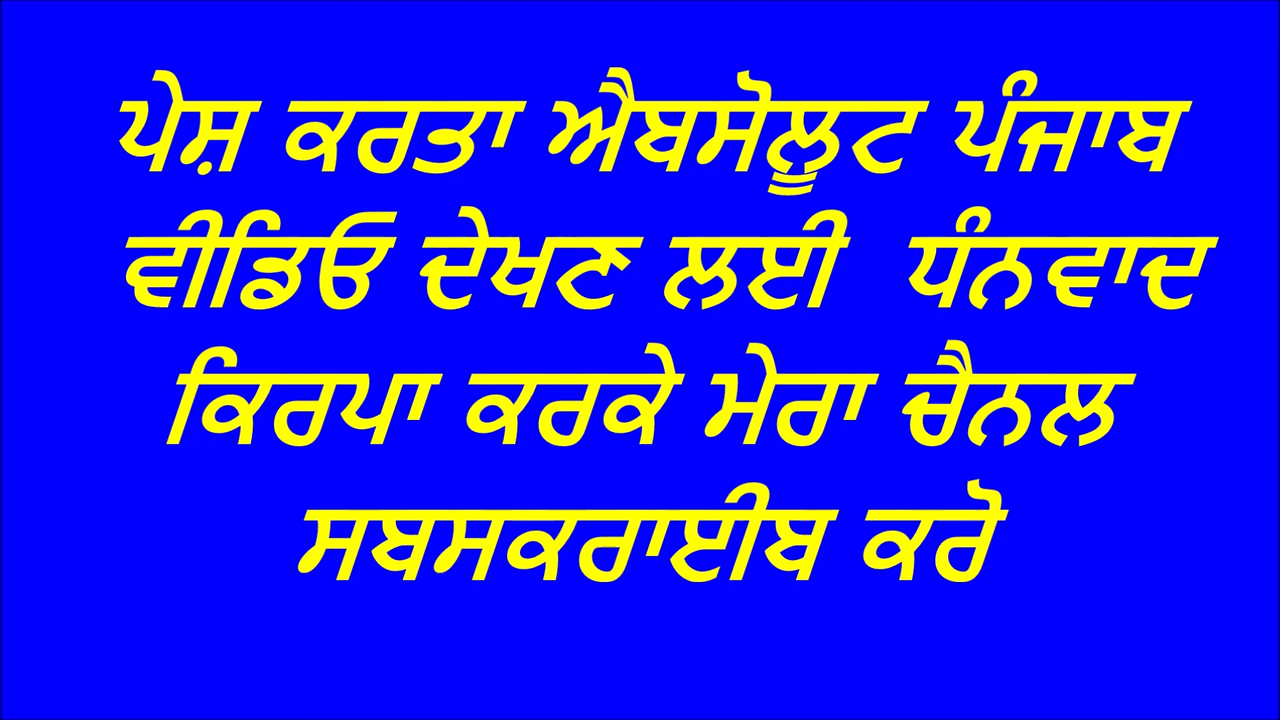 ਪੇਸ਼ ਕਰਤਾ ਐਬਸੋਲੂਟ ਪੰਜਾਬ
ਵੀਡਿਓ ਦੇਖਣ ਲਈ ਧੰਨਵਾਦ
ਕਿਰਪਾ ਕਰਕੇ ਮੇਰਾ ਚੈਨਲ
ਸਬਸਕਰਾਈਬ ਕਰੋ